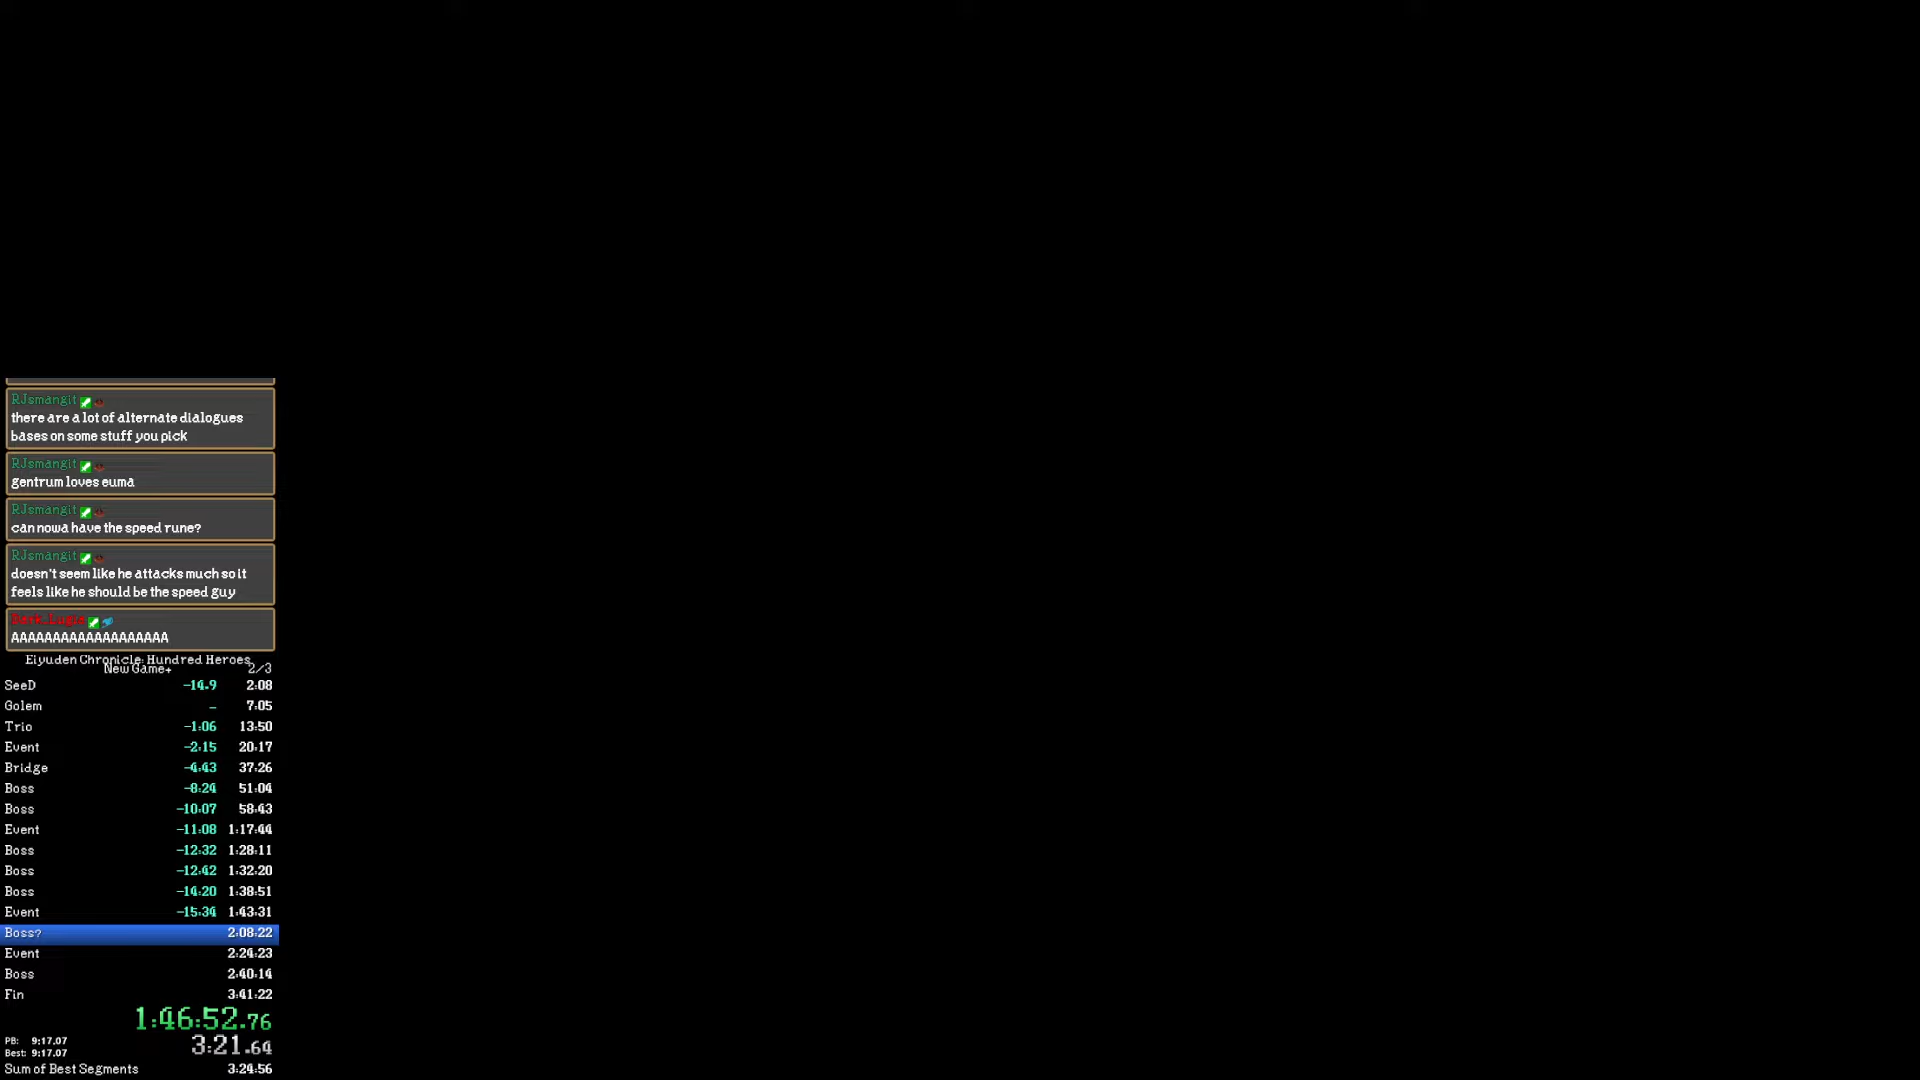 RJsmangit
there are a lot of alternate dialogues
bases on some stuff you pick
RJsmangit
gentrum loves euma
RJsmangit
can nowa have the speed rune?
RJsmangit
doesn't seem like he attacks much so it
feels like he should be the speed guy
Dark_Lugia
AAAAAAAAAAAAAAAAAAA
Eiyuden Chronicle: Hundred Heroes
New Game+ 2/3
SeeD -14.9 2:08
Golem - 7:05
Trio -1:06 13:50
Event -2:15 20:17
Bridge -4:43 37:26
Boss -8:24 51:04
Boss -10:07 58:43
Event -11:08 1:17:44
Boss -12:32 1:28:11
Boss -12:42 1:32:20
Boss -14:20 1:38:51
Event -15:34 1:43:31
Boss? 2:08:22
Event 2:24:23
Boss 2:40:14
Fin 3:41:22
1:46:52.76
PB: 9:17.07
Best: 9:17.07
3:21.64
Sum of Best Segments 3:24:56